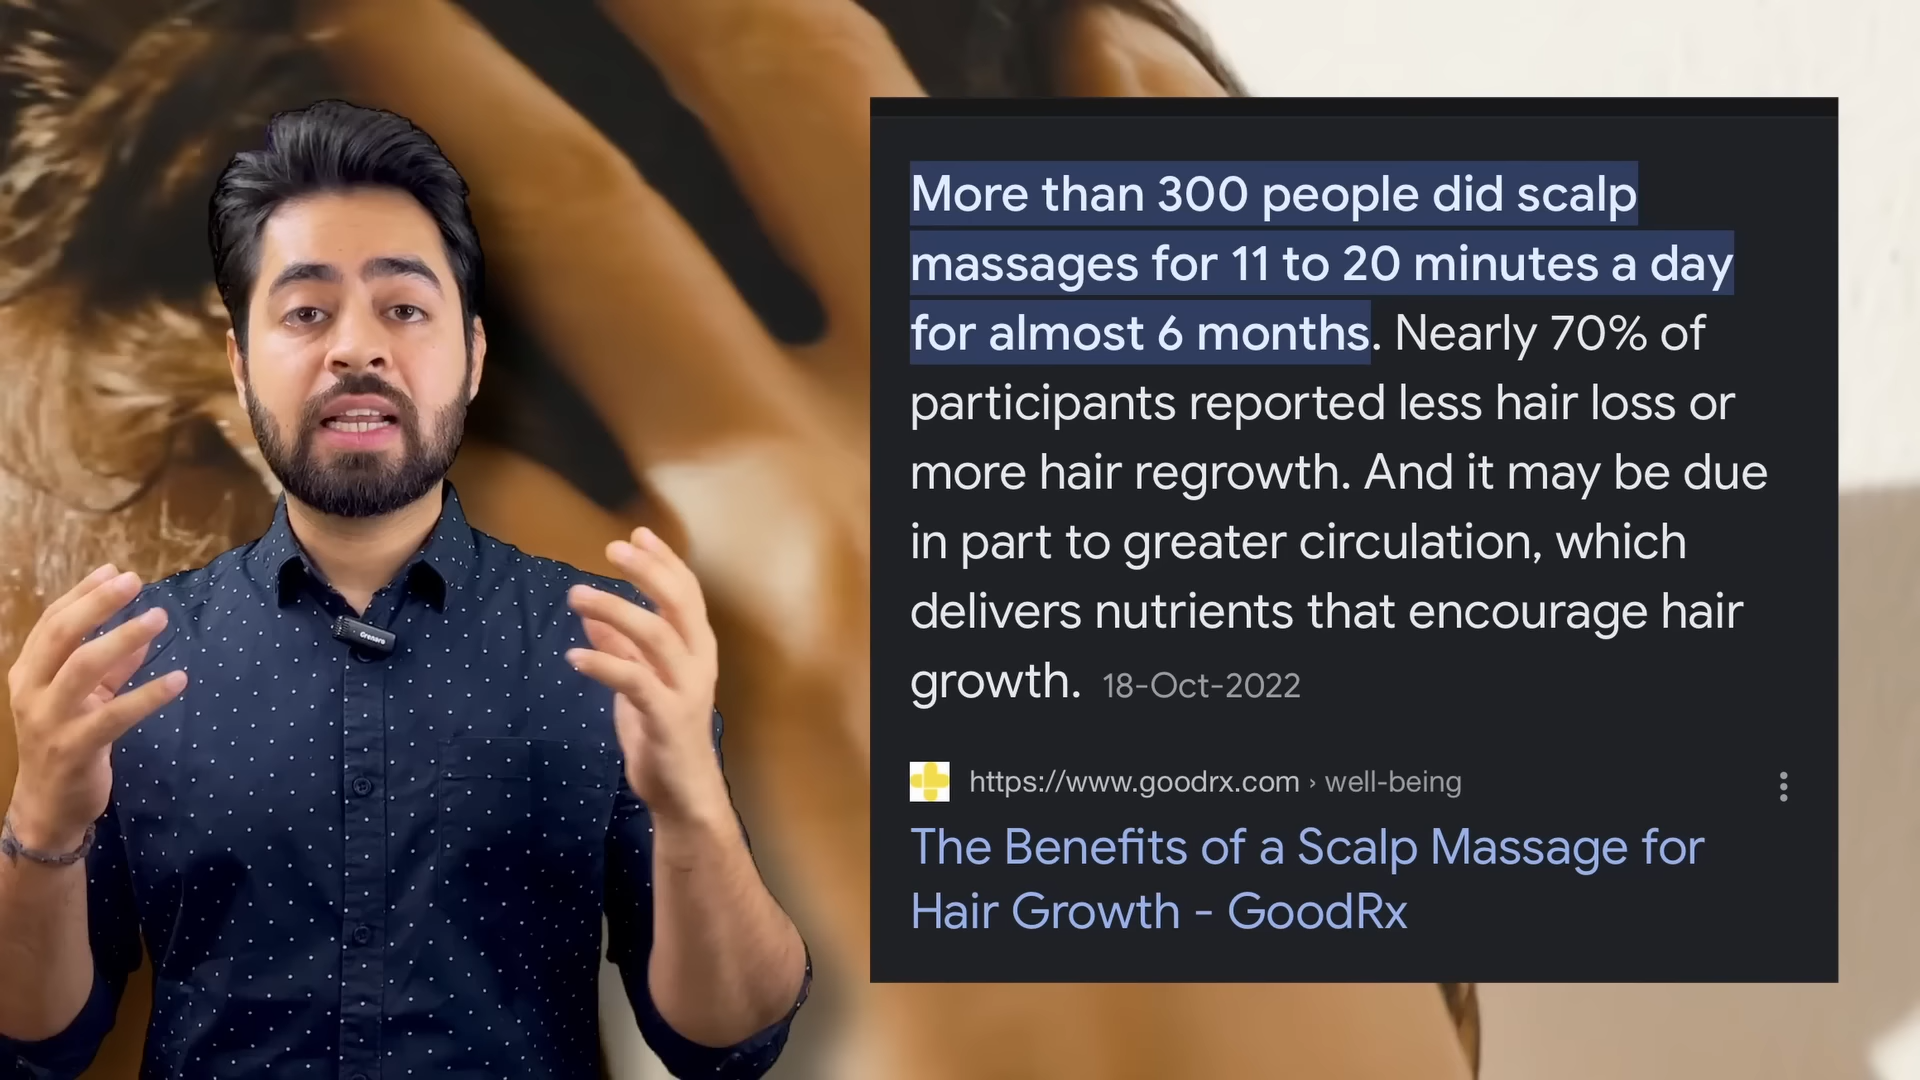 More than 300 people did scalp
massages for 11 to 20 minutes a day
for almost 6 months. Nearly 70% of
participants reported less hair loss or
more hair regrowth. And it may be due
in part to greater circulation, which
delivers nutrients that encourage hair
growth. 18-Oct-2022
https://www.goodrx.com › well-being
The Benefits of a Scalp Massage for
Hair Growth - GoodRx
Grenaro